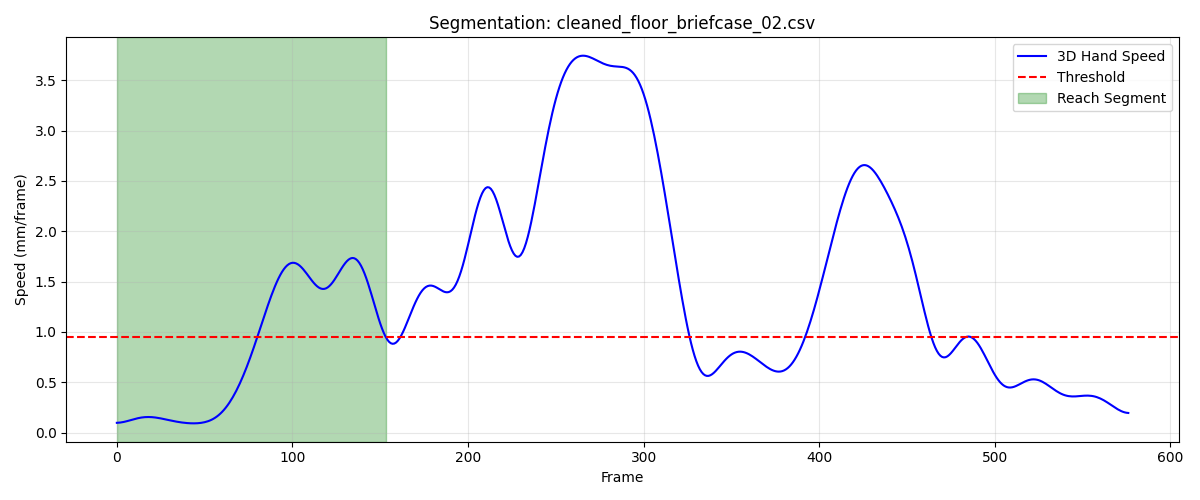 Segmentation: cleaned_floor_briefcase_02.csv
3D Hand Speed
Threshold
Reach Segment
Speed (mm/frame)
3.5
3.0
2.5
2.0
1.5
1.0
0.5
0.0
0 100 200 300 400 500 600
Frame